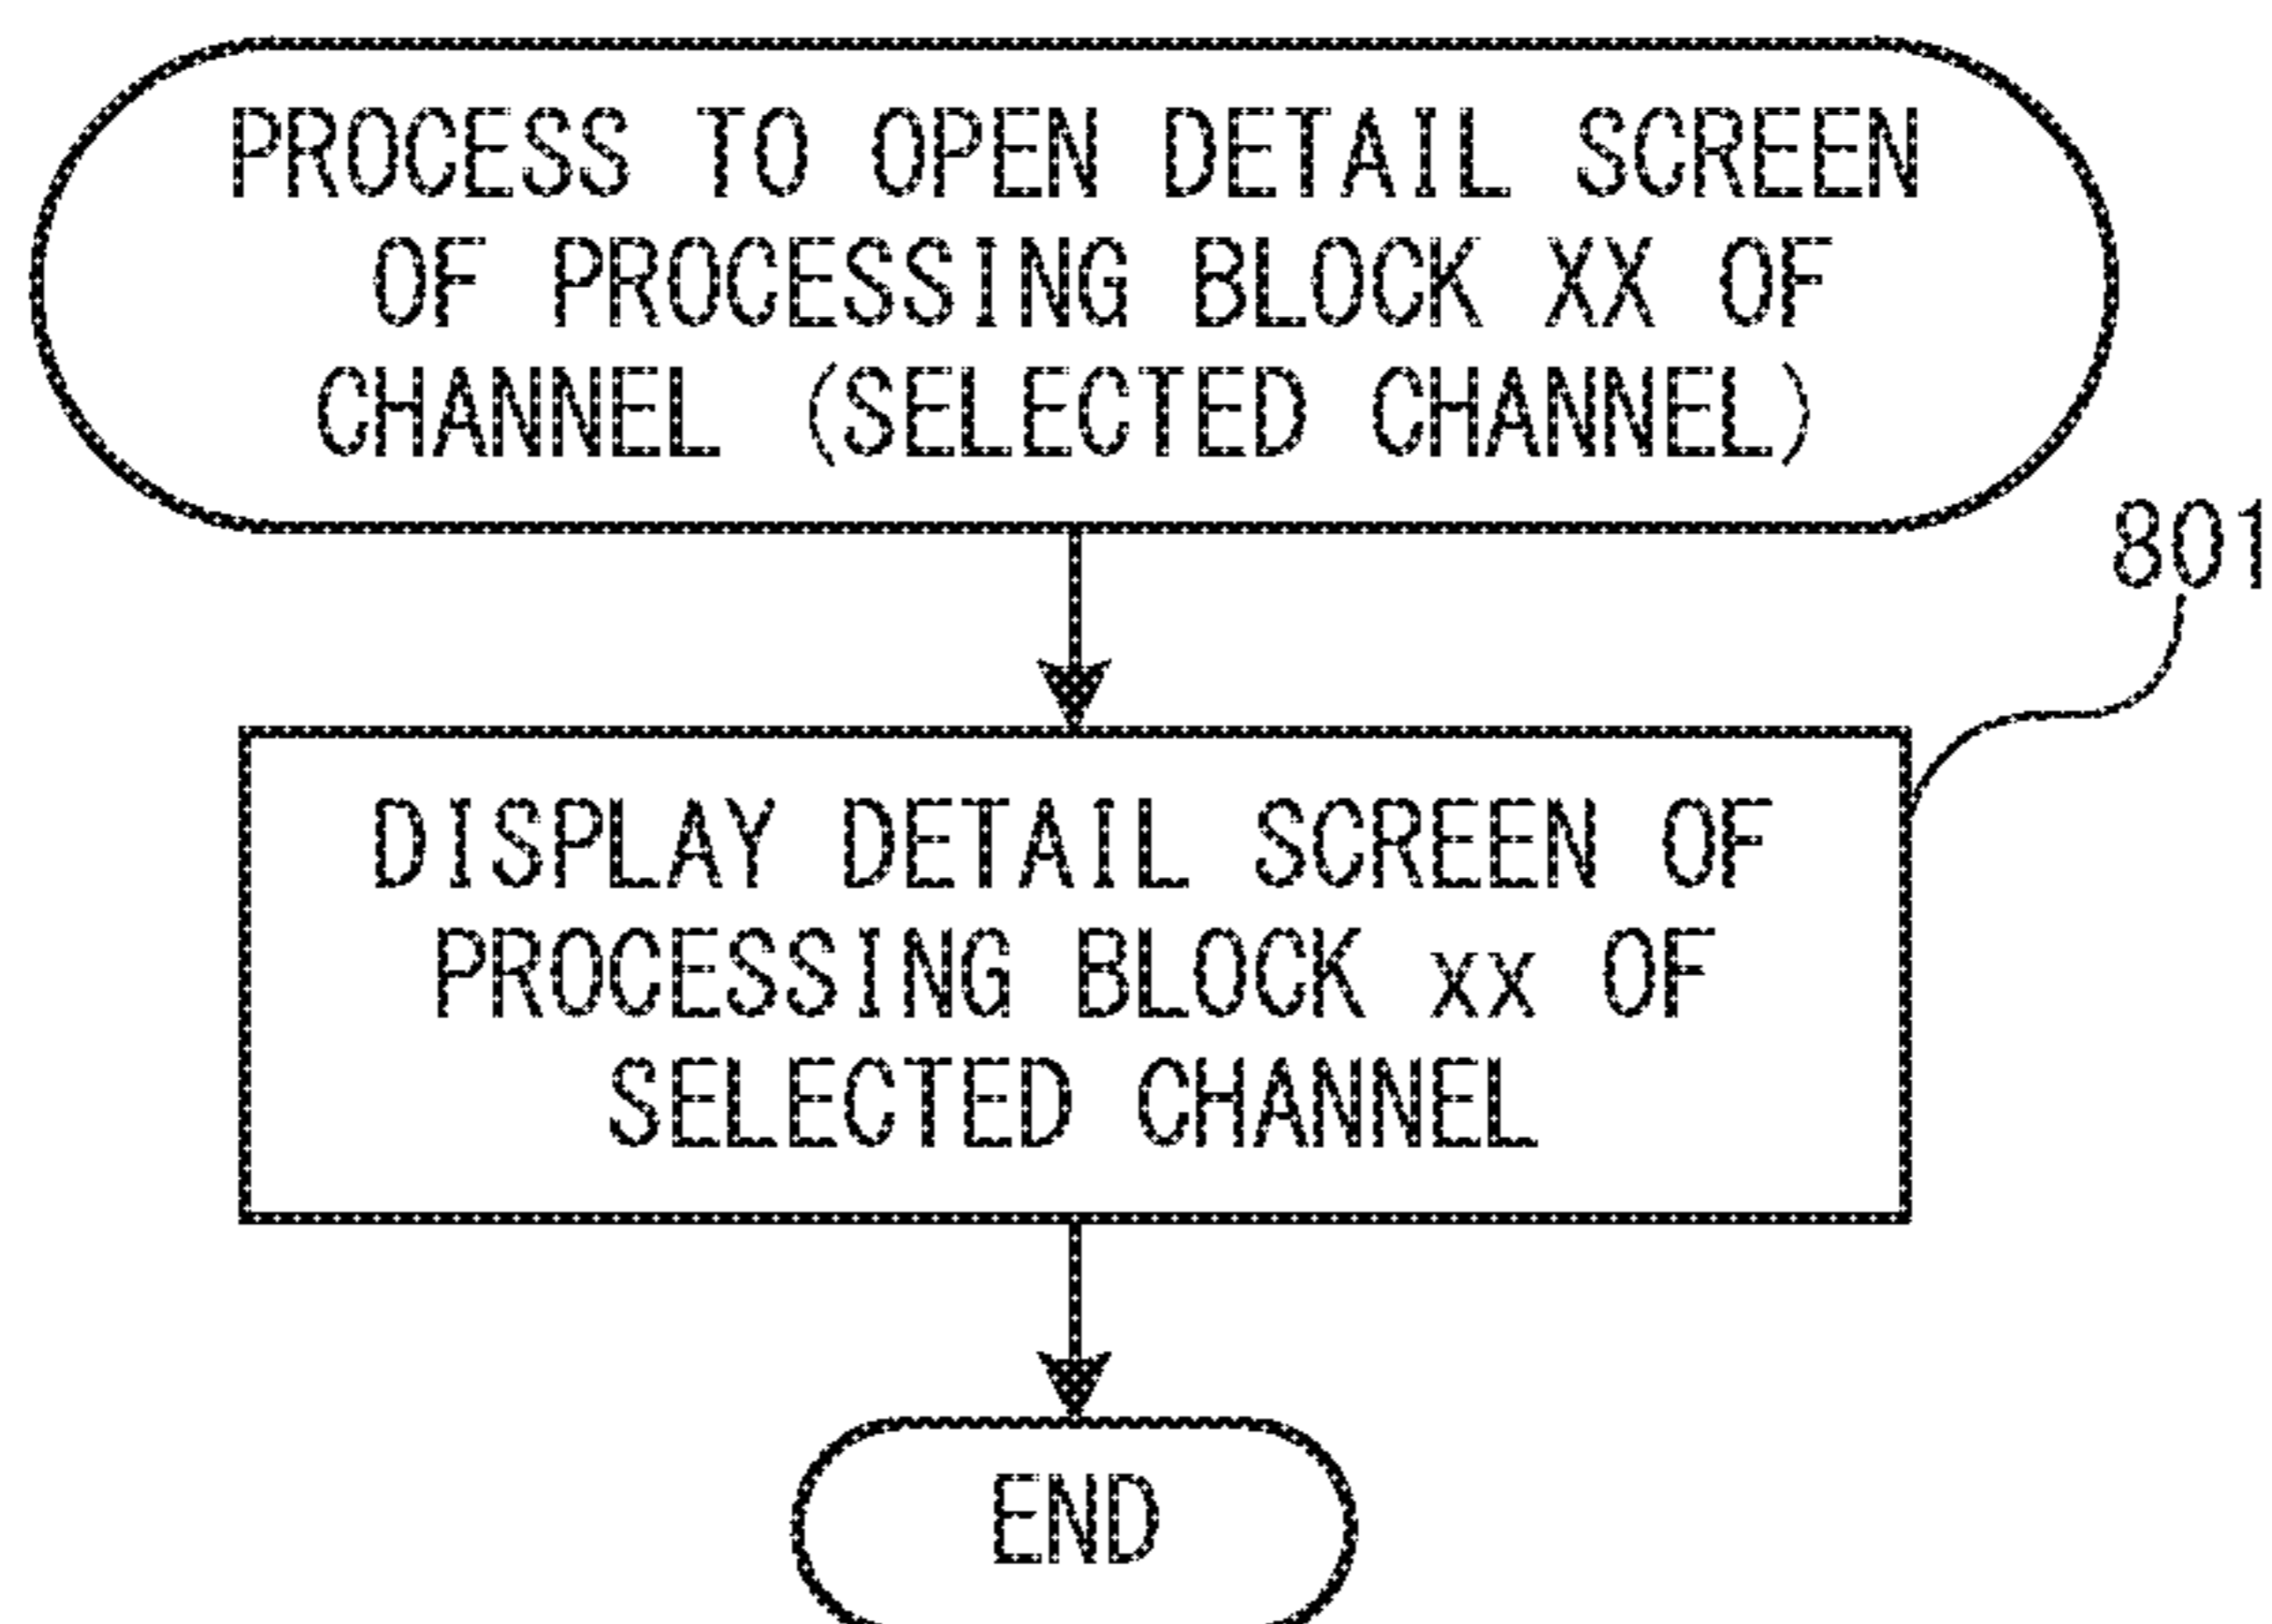 PROCESS TO OPEN DETAIL SCREEN
OF PROCESSING BLOCK XX OF
CHANNEL (SELECTED CHANNEL)
801
DISPLAY DETAIL SCREEN OF
PROCESSING BLOCK xx OF
SELECTED CHANNEL
END